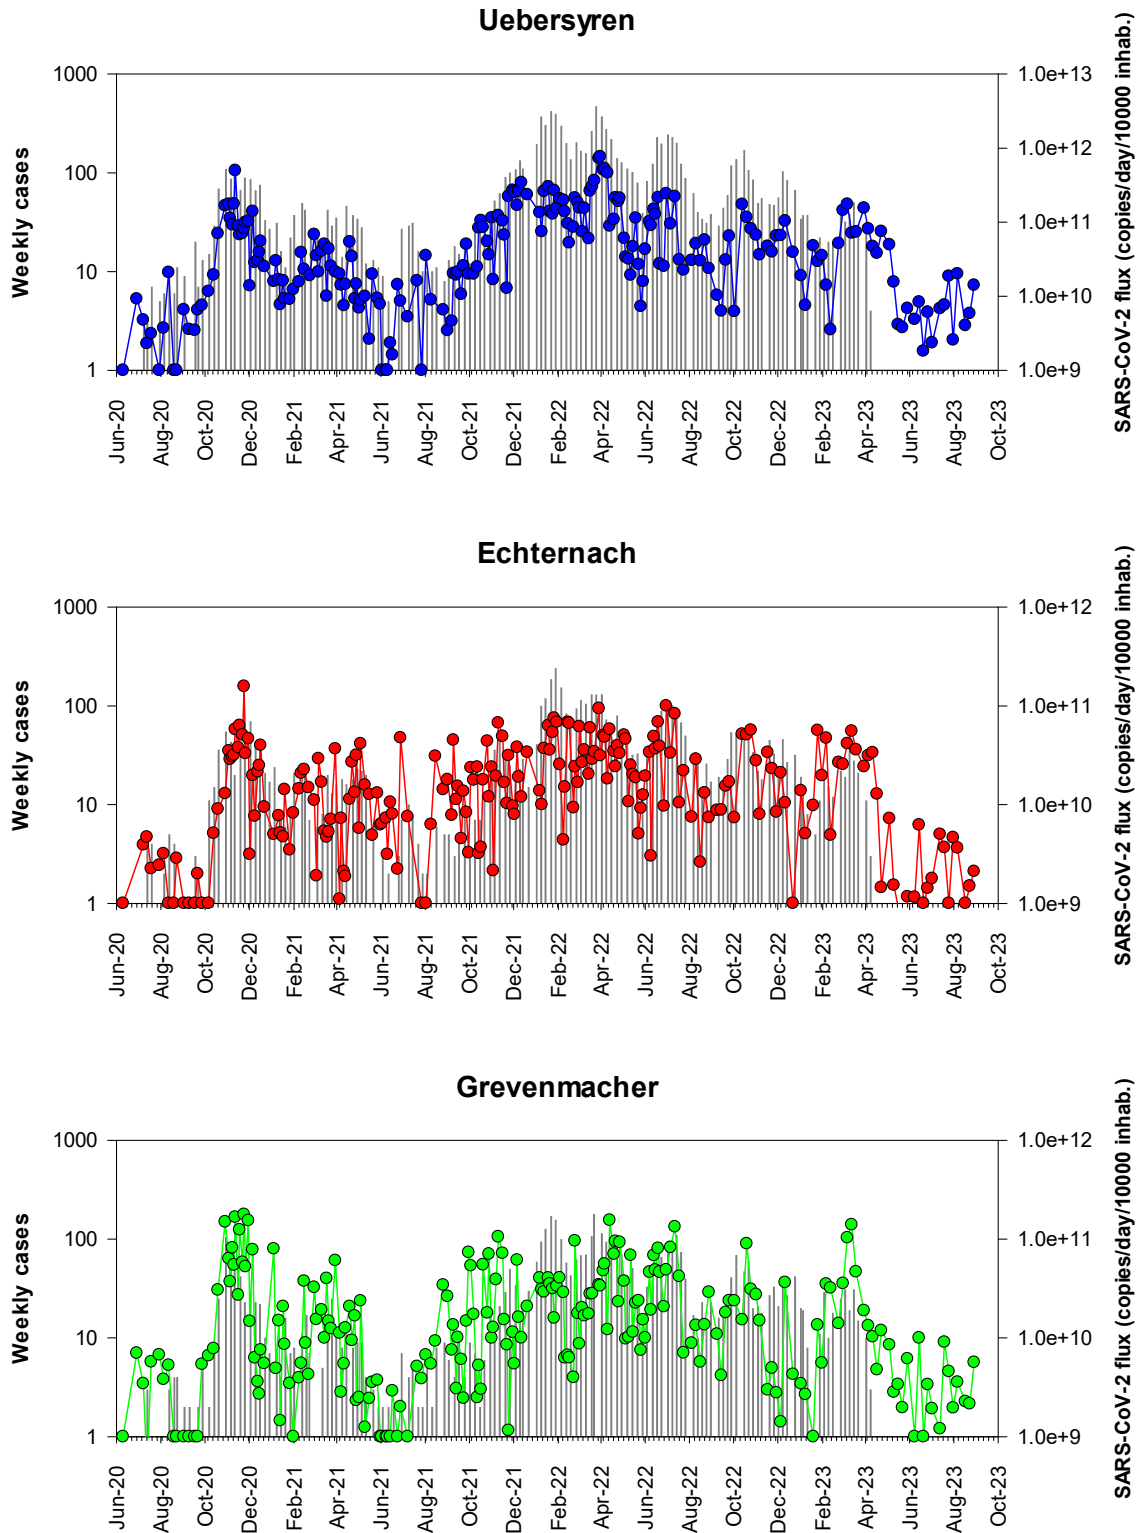 Uebersyren
Weekly cases
1000
100
10
1
1.0e+13
1.0e+12
1.0e+11
1.0e+10
1.0e+9
SARS-CoV-2 flux (copies/day/10000 inhab.)
Jun-20
Aug-20
Oct-20
Dec-20
Feb-21
Apr-21
Jun-21
Aug-21
Oct-21
Dec-21
Feb-22
Apr-22
Jun-22
Aug-22
Oct-22
Dec-22
Feb-23
Apr-23
Jun-23
Aug-23
Oct-23
Echternach
Weekly cases
1000
100
10
1
1.0e+12
1.0e+11
1.0e+10
1.0e+9
SARS-CoV-2 flux (copies/day/10000 inhab.)
Jun-20
Aug-20
Oct-20
Dec-20
Feb-21
Apr-21
Jun-21
Aug-21
Oct-21
Dec-21
Feb-22
Apr-22
Jun-22
Aug-22
Oct-22
Dec-22
Feb-23
Apr-23
Jun-23
Aug-23
Oct-23
Grevenmacher
Weekly cases
1000
100
10
1
1.0e+12
1.0e+11
1.0e+10
1.0e+9
SARS-CoV-2 flux (copies/day/10000 inhab.)
Jun-20
Aug-20
Oct-20
Dec-20
Feb-21
Apr-21
Jun-21
Aug-21
Oct-21
Dec-21
Feb-22
Apr-22
Jun-22
Aug-22
Oct-22
Dec-22
Feb-23
Apr-23
Jun-23
Aug-23
Oct-23